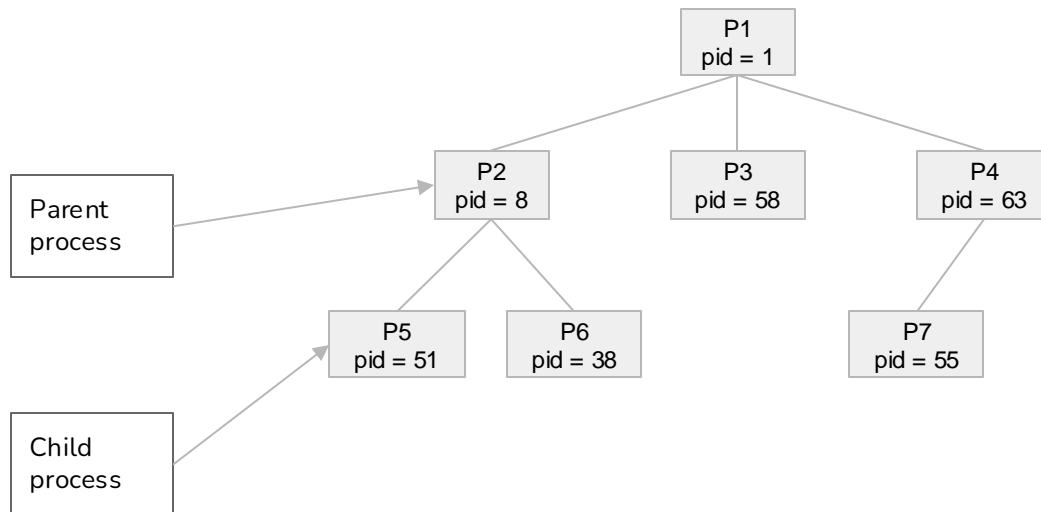 P1
pid = 1
P2
pid = 8
P3
pid = 58
P4
pid = 63
Parent
process
P5
pid = 51
P6
pid = 38
P7
pid = 55
Child
process